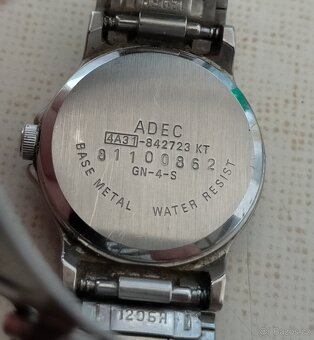 ADEC
4A31-842723 KT
81100862
GN-4-S
BASE METAL WATER RESIST